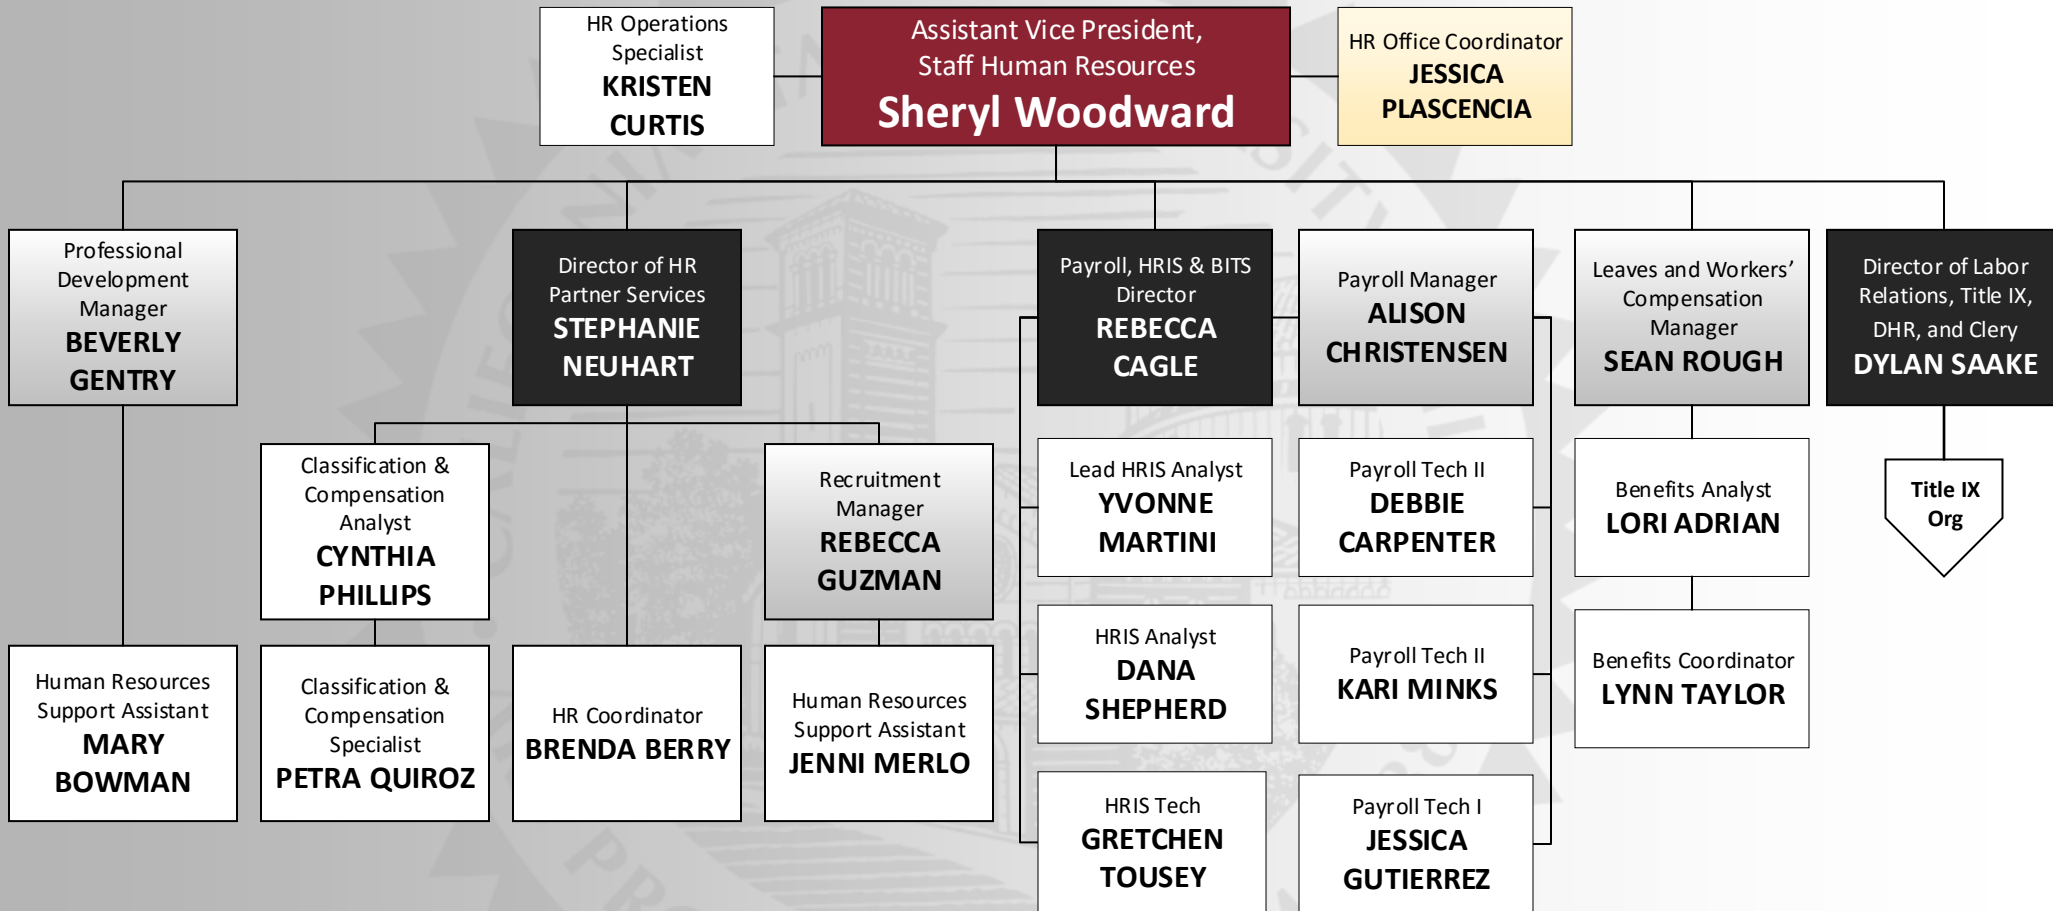 HR Operations
Specialist
KRISTEN
CURTIS
Assistant Vice President,
Staff Human Resources
Sheryl Woodward
HR Office Coordinator
JESSICA
PLASCENCIA
Professional
Development
Manager
BEVERLY
GENTRY
Director of HR
Partner Services
STEPHANIE
NEUHART
Payroll, HRIS & BITS
Director
REBECCA
CAGLE
Payroll Manager
ALISON
CHRISTENSEN
Leaves and Workers’
Compensation
Manager
SEAN ROUGH
Director of Labor
Relations, Title IX,
DHR, and Clery
DYLAN SAAKE
Classification &
Compensation
Analyst
CYNTHIA
PHILLIPS
Recruitment
Manager
REBECCA
GUZMAN
Lead HRIS Analyst
YVONNE
MARTINI
Payroll Tech II
DEBBIE
CARPENTER
Benefits Analyst
LORI ADRIAN
Title IX
Org
HRIS Analyst
DANA
SHEPHERD
Payroll Tech II
KARI MINKS
Benefits Coordinator
LYNN TAYLOR
Human Resources
Support Assistant
MARY
BOWMAN
Classification &
Compensation
Specialist
PETRA QUIROZ
HR Coordinator
BRENDA BERRY
Human Resources
Support Assistant
JENNI MERLO
HRIS Tech
GRETCHEN
TOUSEY
Payroll Tech I
JESSICA
GUTIERREZ